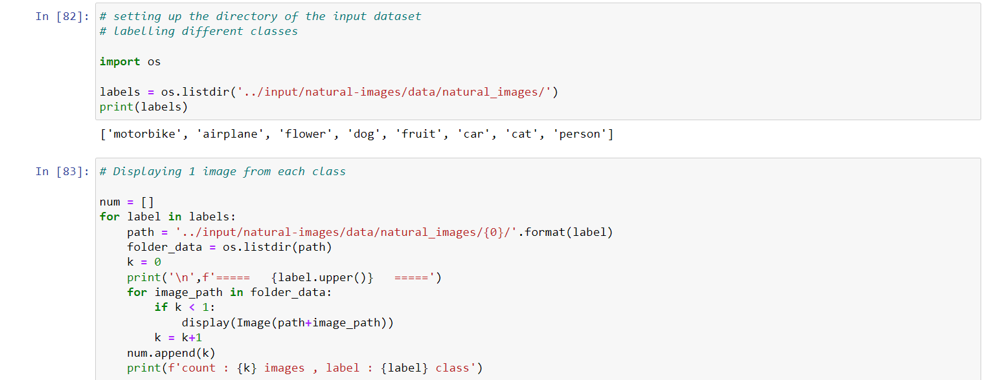 In [82]: # setting up the directory of the input dataset
# labelling different classes
import os
labels = os.listdir('../input/natural-images/data/natural_images/')
print(labels)
['motorbike', 'airplane', 'flower', 'dog', 'fruit', 'car', 'cat', 'person']
In [83]: # Displaying 1 image from each class
num = []
for label in labels:
    path = '../input/natural-images/data/natural_images/{0}/'.format(label)
    folder_data = os.listdir(path)
    k = 0
    print('\n',f'=====   {label.upper()}   =====')
    for image_path in folder_data:
        if k < 1:
            display(Image(path+image_path))
        k = k+1
    num.append(k)
    print(f'count : {k} images , label : {label} class')